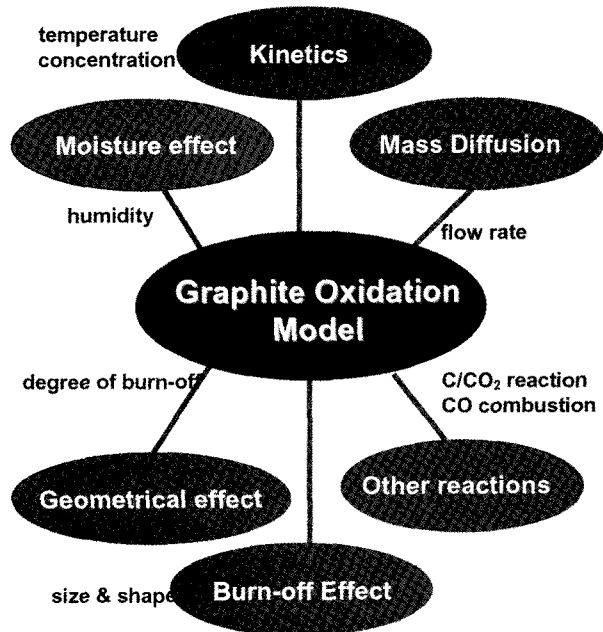 temperature
concentration
Kinetics
Moisture effect
Mass Diffusion
humidity
flow rate
Graphite Oxidation
Model
degree of burn-off
C/CO₂ reaction
CO combustion
Geometrical effect
Other reactions
size & shape
Burn-off Effect